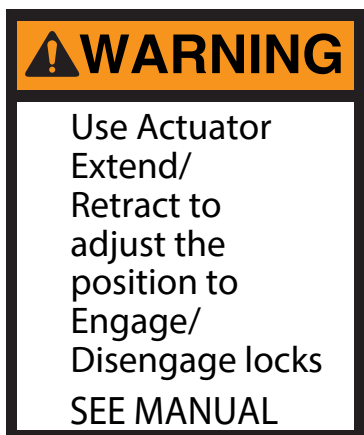 WARNING
Use Actuator
Extend/
Retract to
adjust the
position to
Engage/
Disengage locks
SEE MANUAL